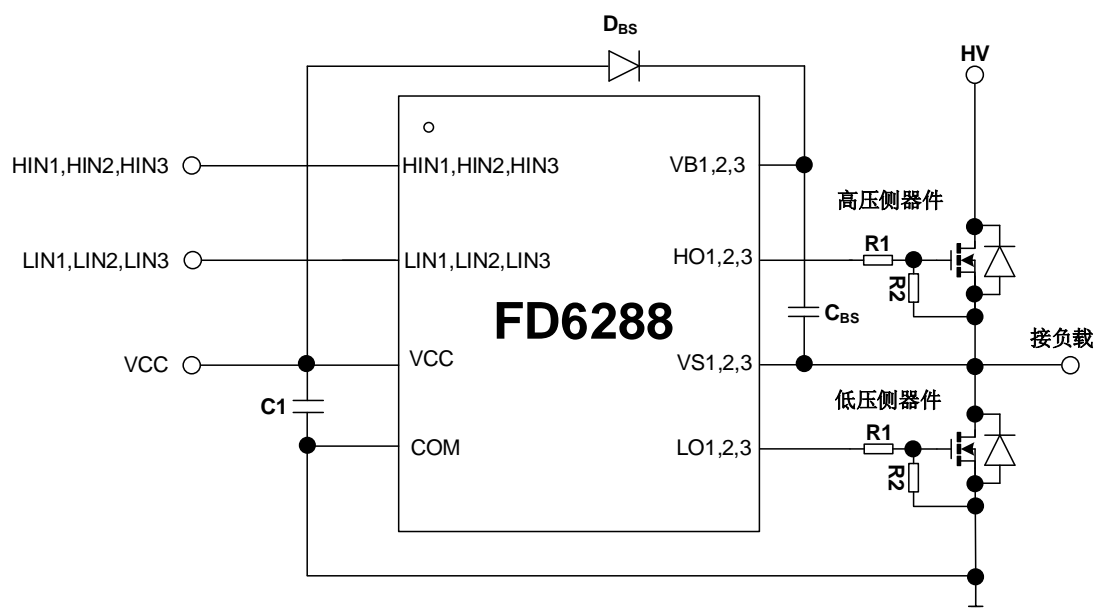 DBS
HV
HIN1,HIN2,HIN3
HIN1,HIN2,HIN3
VB1,2,3
高压侧器件
LIN1,LIN2,LIN3
LIN1,LIN2,LIN3
HO1,2,3
R1
R2
FD6288
CBS
VCC
VCC
VS1,2,3
接负载
C1
低压侧器件
COM
LO1,2,3
R1
R2